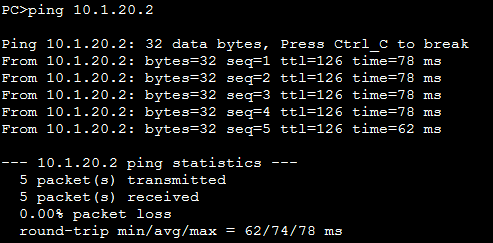 PC>ping 10.1.20.2

Ping 10.1.20.2: 32 data bytes, Press Ctrl_C to break
From 10.1.20.2: bytes=32 seq=1 ttl=126 time=78 ms
From 10.1.20.2: bytes=32 seq=2 ttl=126 time=78 ms
From 10.1.20.2: bytes=32 seq=3 ttl=126 time=78 ms
From 10.1.20.2: bytes=32 seq=4 ttl=126 time=78 ms
From 10.1.20.2: bytes=32 seq=5 ttl=126 time=62 ms

--- 10.1.20.2 ping statistics ---
  5 packet(s) transmitted
  5 packet(s) received
  0.00% packet loss
  round-trip min/avg/max = 62/74/78 ms